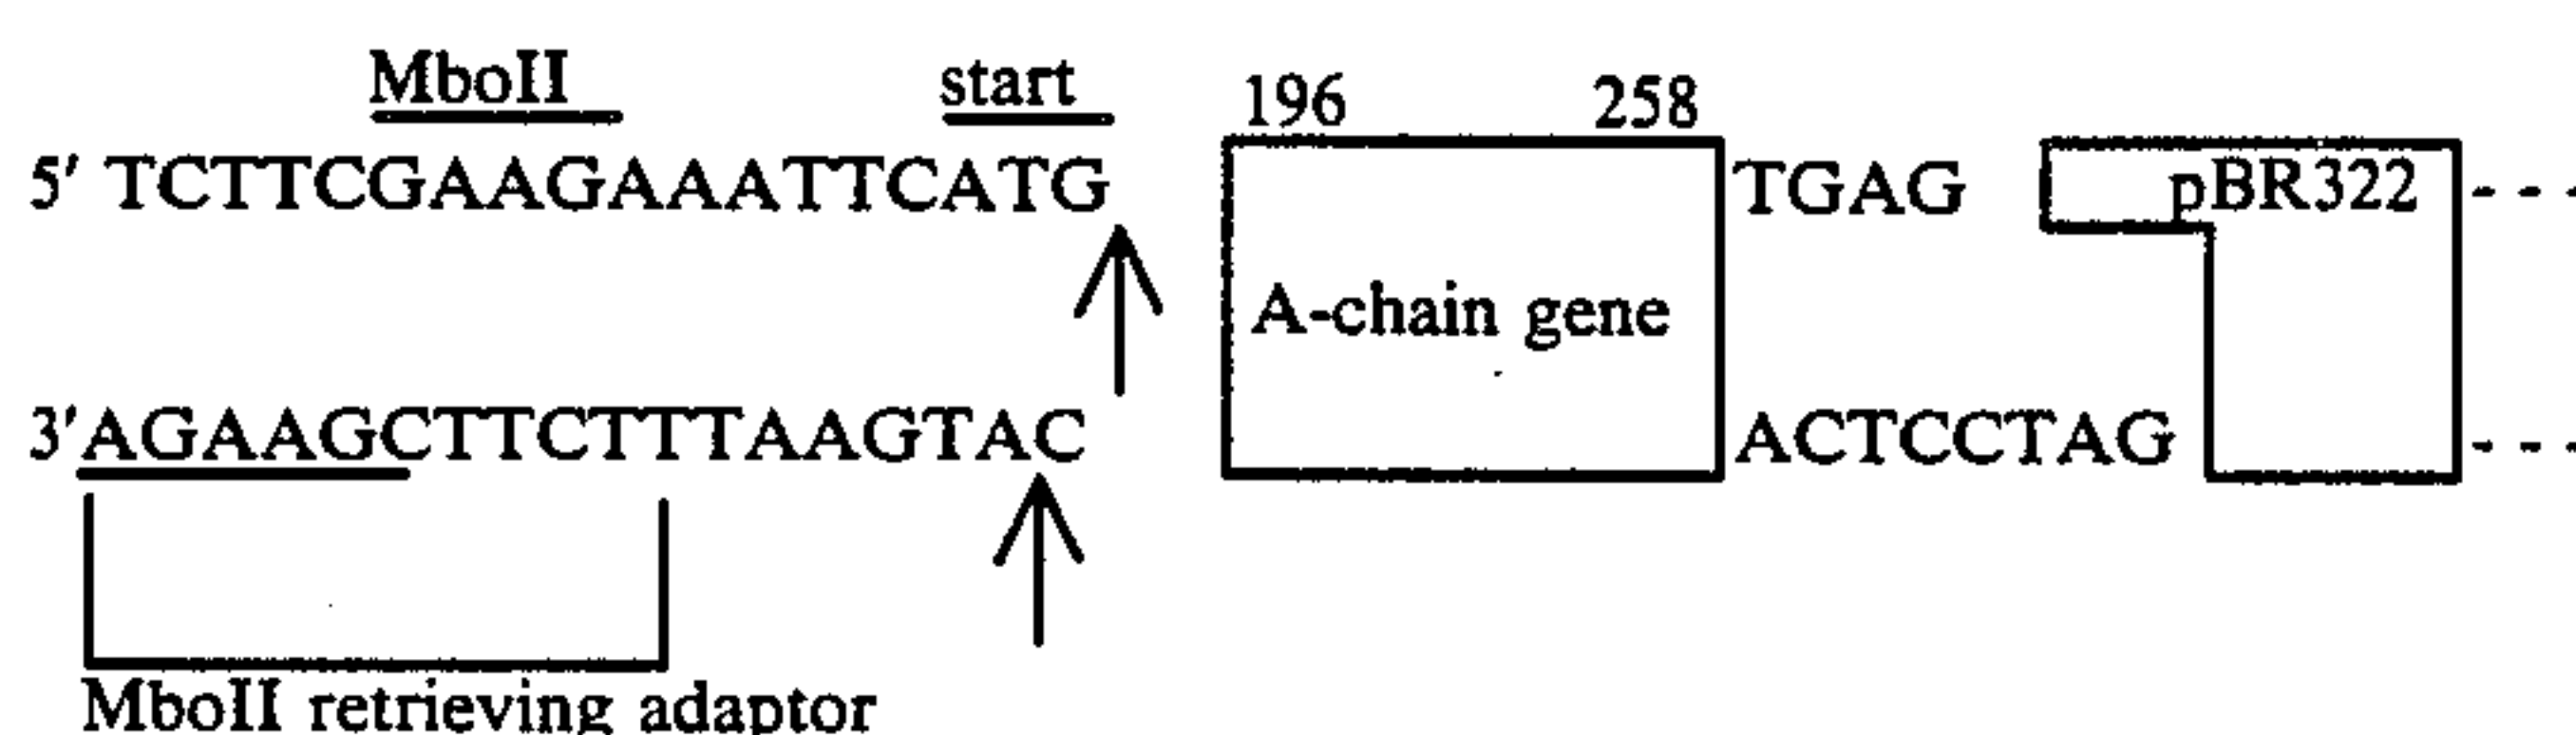 MboII start 196 258
5' TCTTCGAAGAAATTCATG TGAG pBR322 - - -
A-chain gene
3'AGAAGCTTCTTTAAGTAC ACTCCTAG - - -
MboII retrieving adaptor